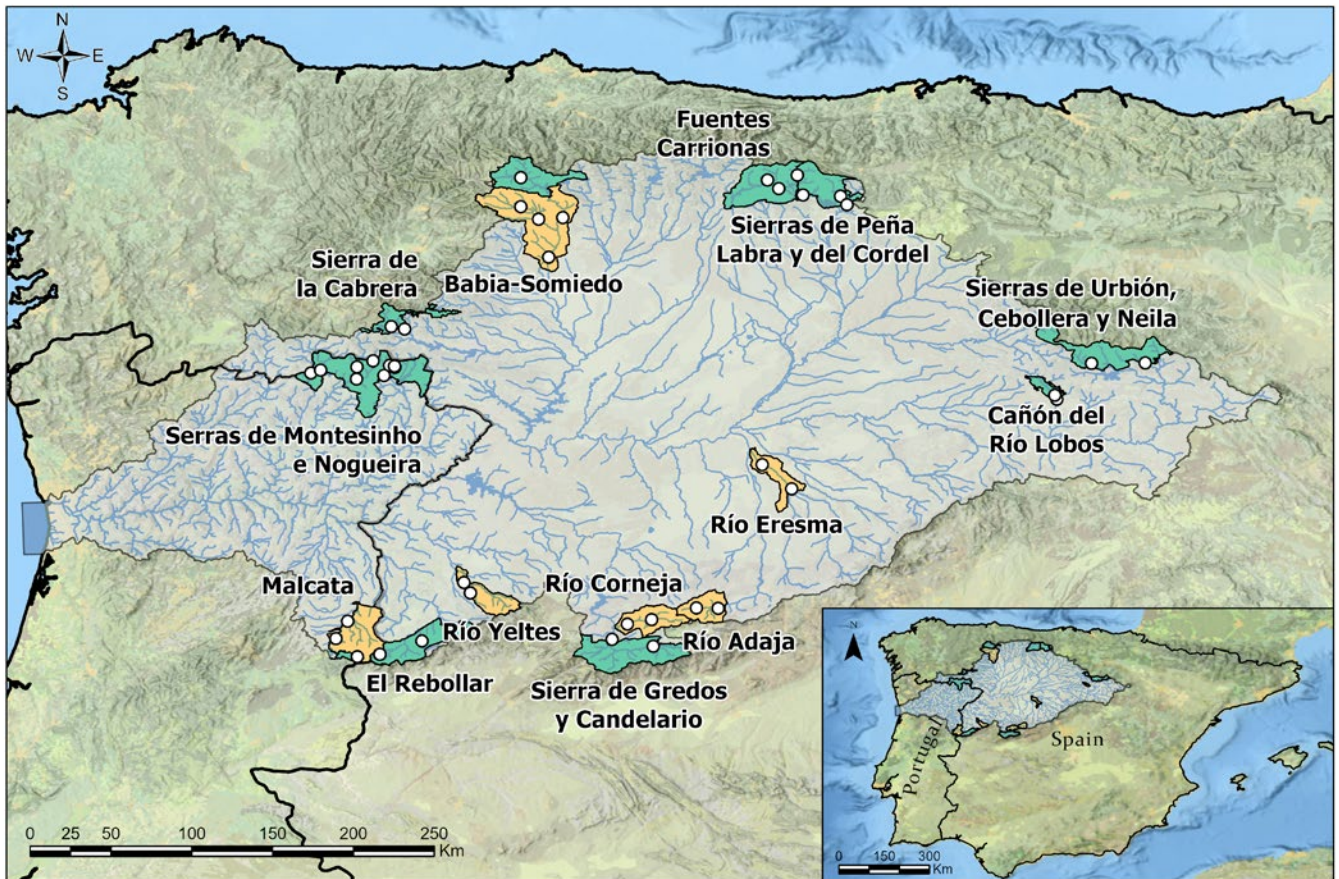 N
W E
S
Fuentes
Carrionas
Sierras de Peña
Labra y del Cordel
Sierra de
la Cabrera
Babia-Somiedo
Sierras de Urbión,
Cebollera y Neila
Cañón del
Río Lobos
Serras de Montesinho
e Nogueira
Río Eresma
Malcata
Río Corneja
Río Yeltes
Río Adaja
El Rebollar
Sierra de Gredos
y Candelario
0 25 50 100 150 200 250
Km
N
Portugal
Spain
0 150 300
Km